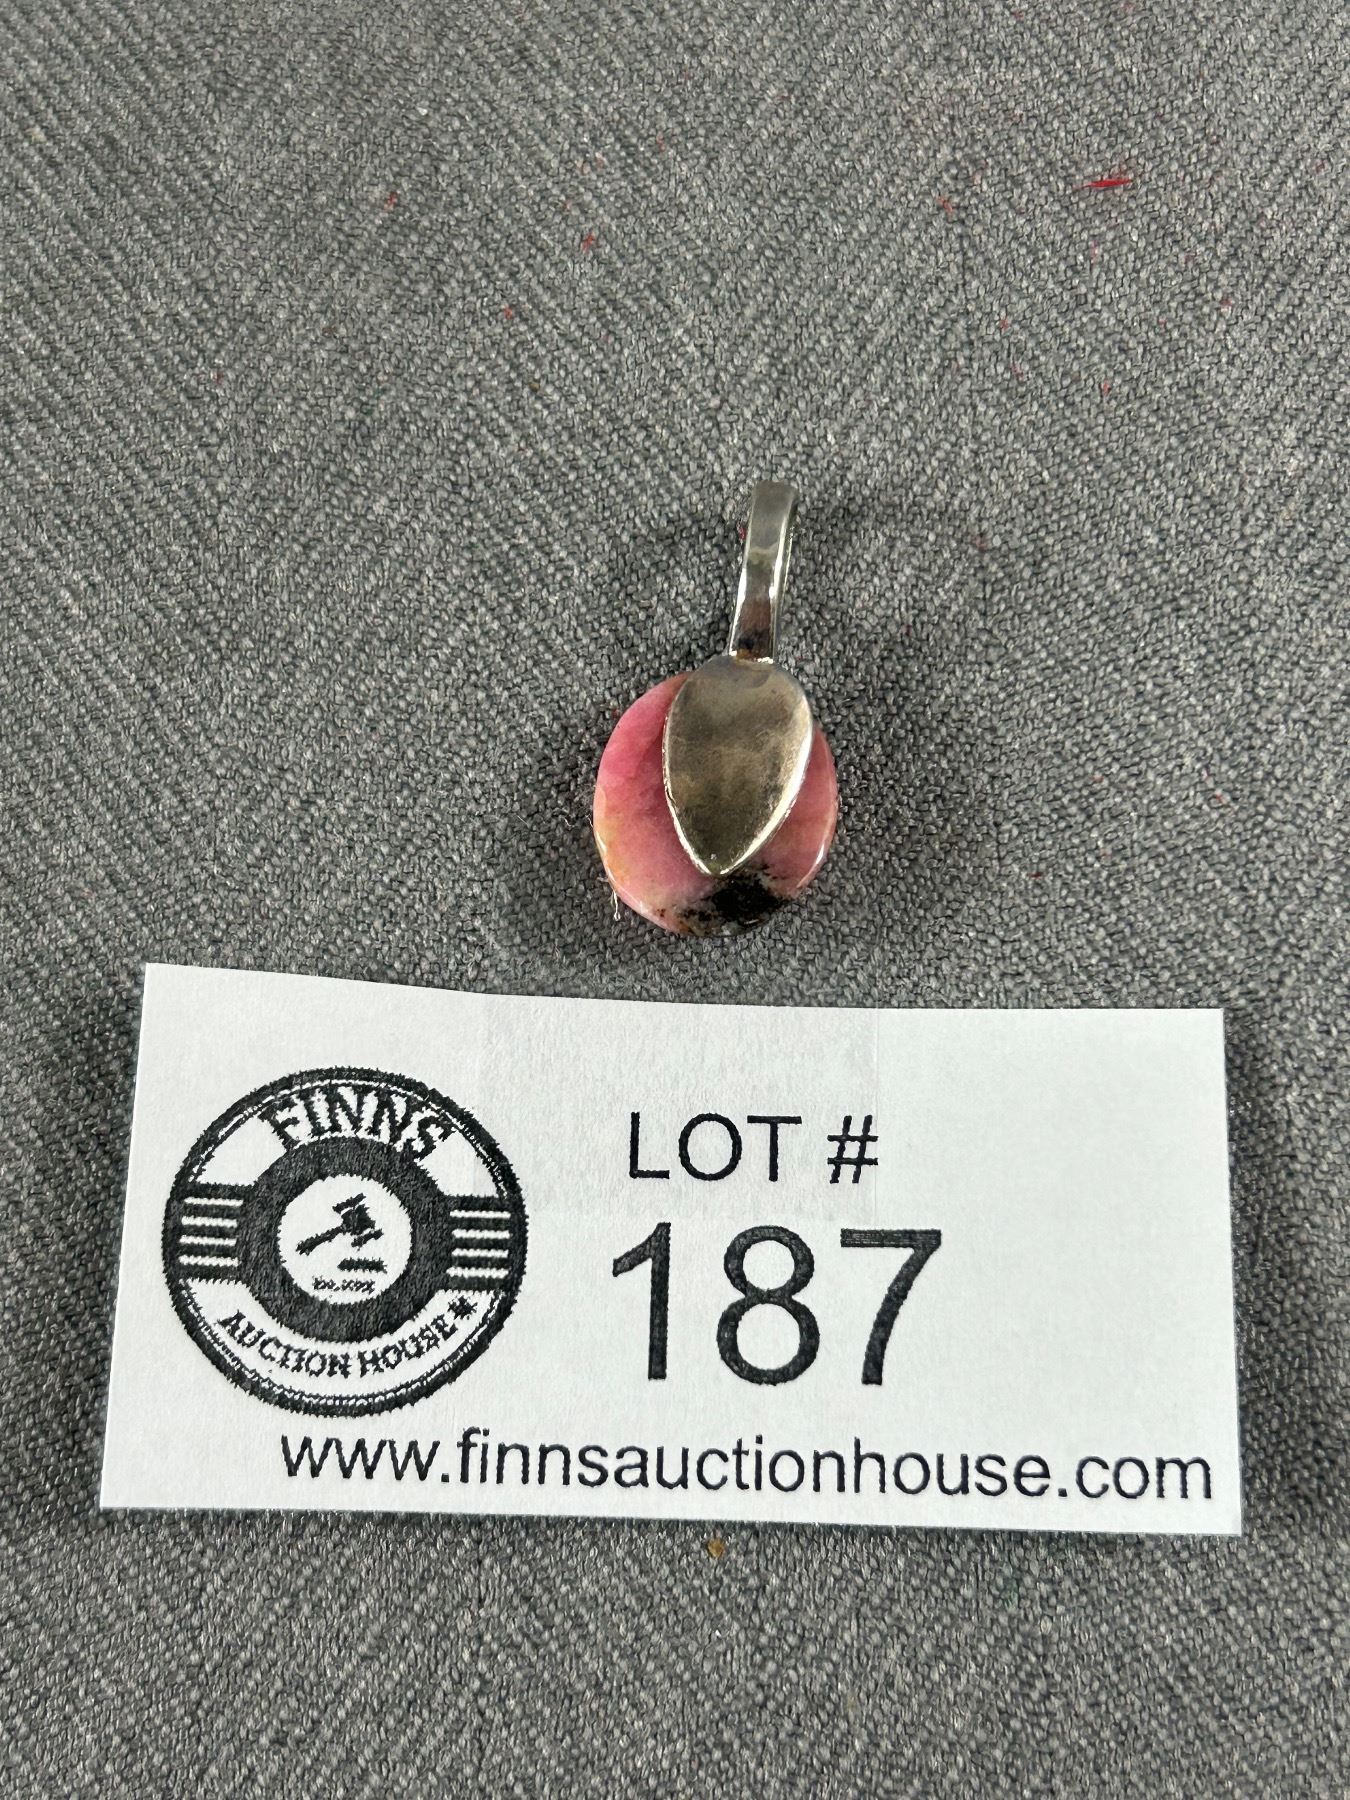 FINNS
AUCTION HOUSE
LOT #
187
www.finnsauctionhouse.com